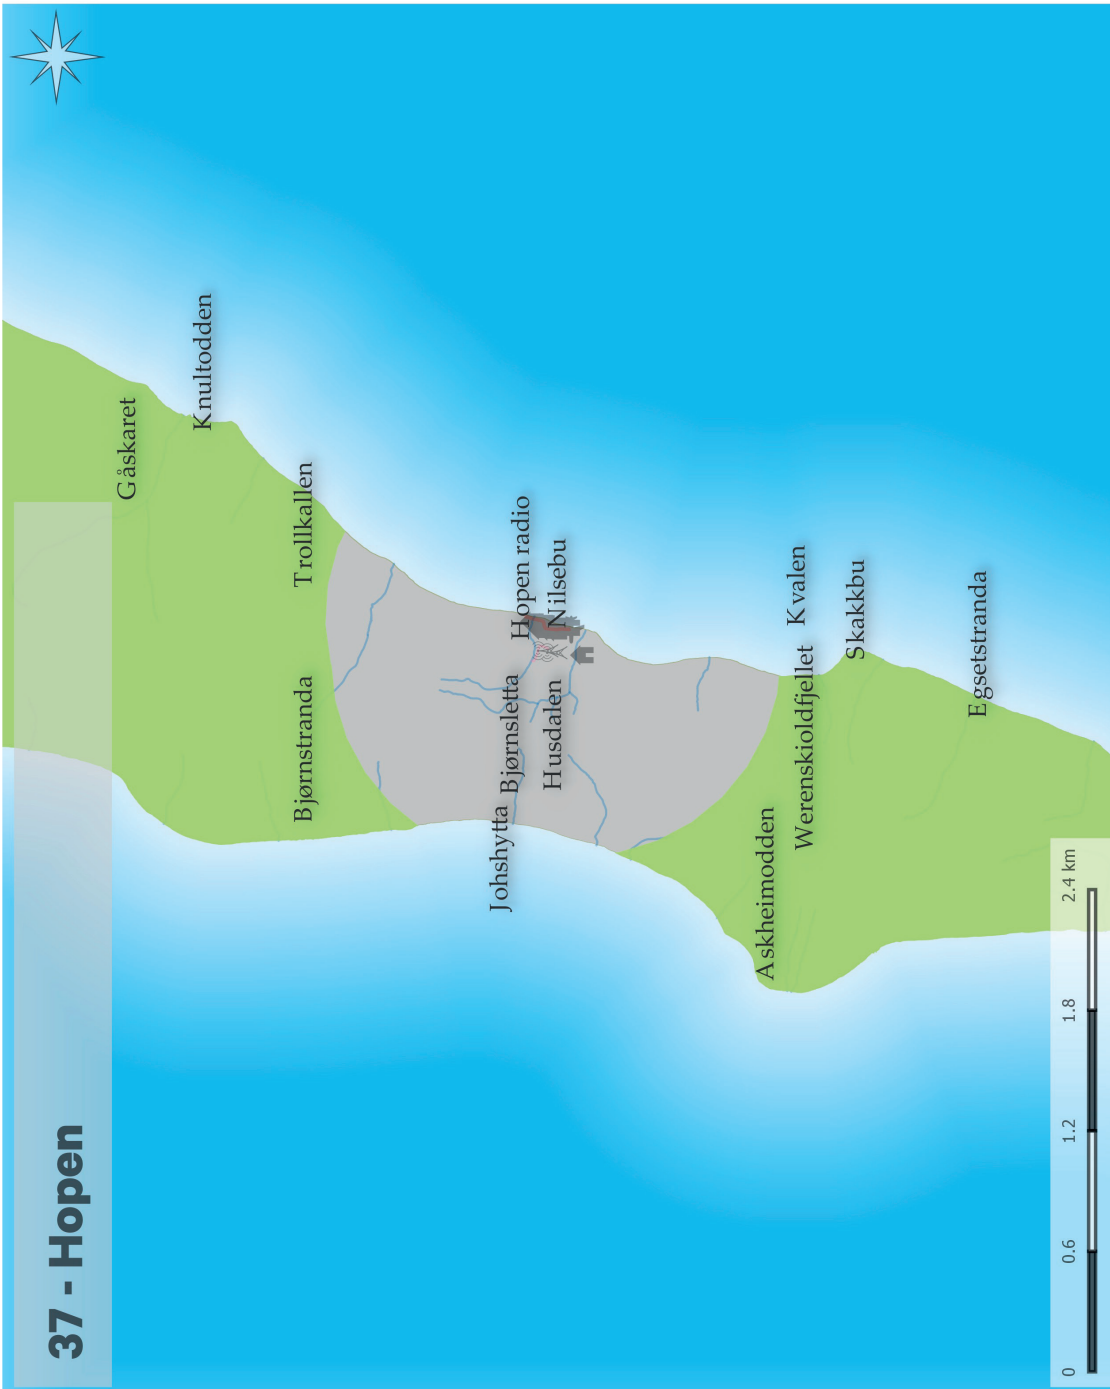 37 - Hopen
Gåskaret
Knultodden
Bjørnstranda
Trollkallen
Johshytta
Bjørnsletta
Hopen radio
Husdalen
Nilsebu
Askheimodden
Werenskioldfjellet
Kvalen
Skakkbu
Egsetstranda
0 0.6 1.2 1.8 2.4 km